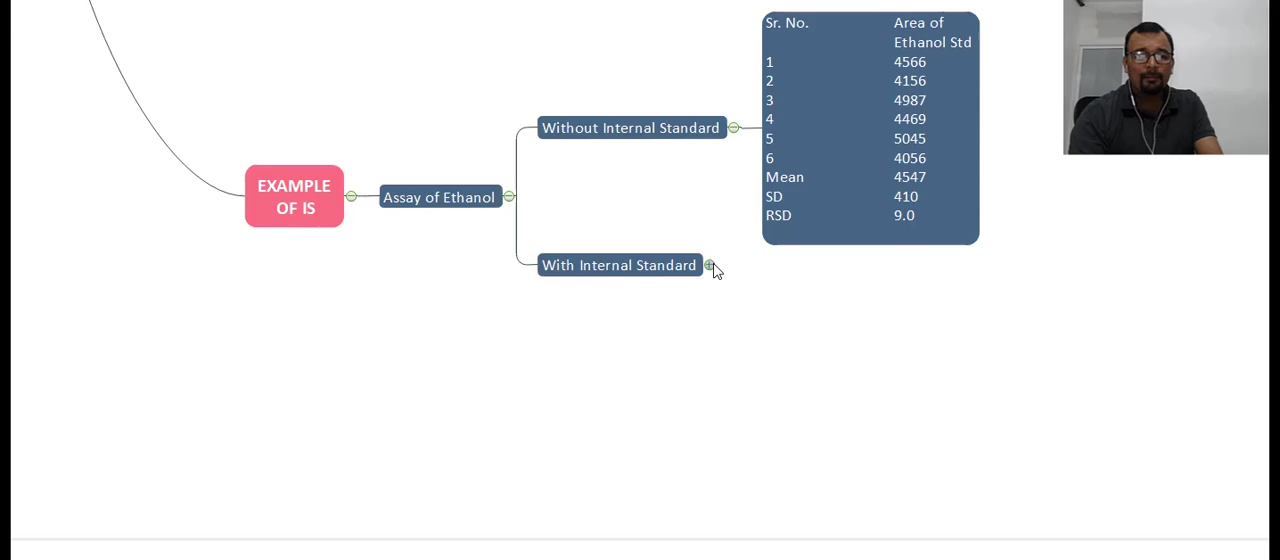 EXAMPLE
OF IS
Assay of Ethanol
Without Internal Standard
Sr. No. Area of
Ethanol Std
1 4566
2 4156
3 4987
4 4469
5 5045
6 4056
Mean 4547
SD 410
RSD 9.0
With Internal Standard